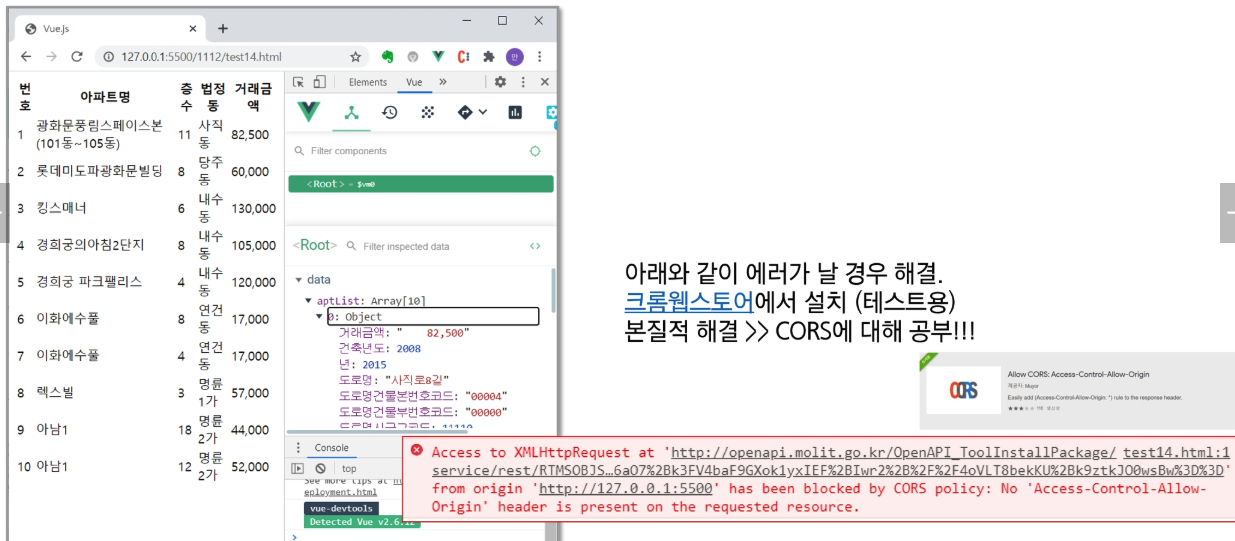 Vue.js
127.0.0.1:5500/1112/test14.html
Elements Vue
번호 아파트명 층수 법정동 거래금액
1 광화문풍림스페이스본(101동~105동) 11 사직동 82,500
2 롯데미도파광화문빌딩 8 당주동 60,000
3 킹스매너 6 내수동 130,000
4 경희궁의아침2단지 8 내수동 105,000
5 경희궁 파크팰리스 4 내수동 120,000
6 이화에수풀 8 연건동 17,000
7 이화에수풀 4 연건동 17,000
8 렉스빌 3 명륜1가 57,000
9 아남1 18 명륜2가 44,000
10 아남1 12 명륜2가 52,000
Filter components
<Root> = $vm0
<Root> Filter inspected data
data
aptList: Array[10]
0: Object
거래금액: "    82,500"
건축년도: 2008
년: 2015
도로명: "사직로8길"
도로명건물본번호코드: "00004"
도로명건물부번호코드: "00000"
도로명시군구코드: 11110
Console
top
See more tips at
eployment.html
vue-devtools
Detected Vue v2.6.12
아래와 같이 에러가 날 경우 해결.
크롬웹스토어에서 설치 (테스트용)
본질적 해결 >> CORS에 대해 공부!!!
CORS
Allow CORS: Access-Control-Allow-Origin
제공자: Muyor
Easily add (Access-Control-Allow-Origin: *) rule to the response header.
Access to XMLHttpRequest at 'http://openapi.molit.go.kr/OpenAPI_ToolInstallPackage/ test14.html:1
service/rest/RTMSOBJS…6aO7%2Bk3FV4baF9GXok1yxIEF%2BIwr2%2B%2F%2F4oVLT8bekKU%2Bk9ztkJO0wsBw%3D%3D'
from origin 'http://127.0.0.1:5500' has been blocked by CORS policy: No 'Access-Control-Allow-
Origin' header is present on the requested resource.